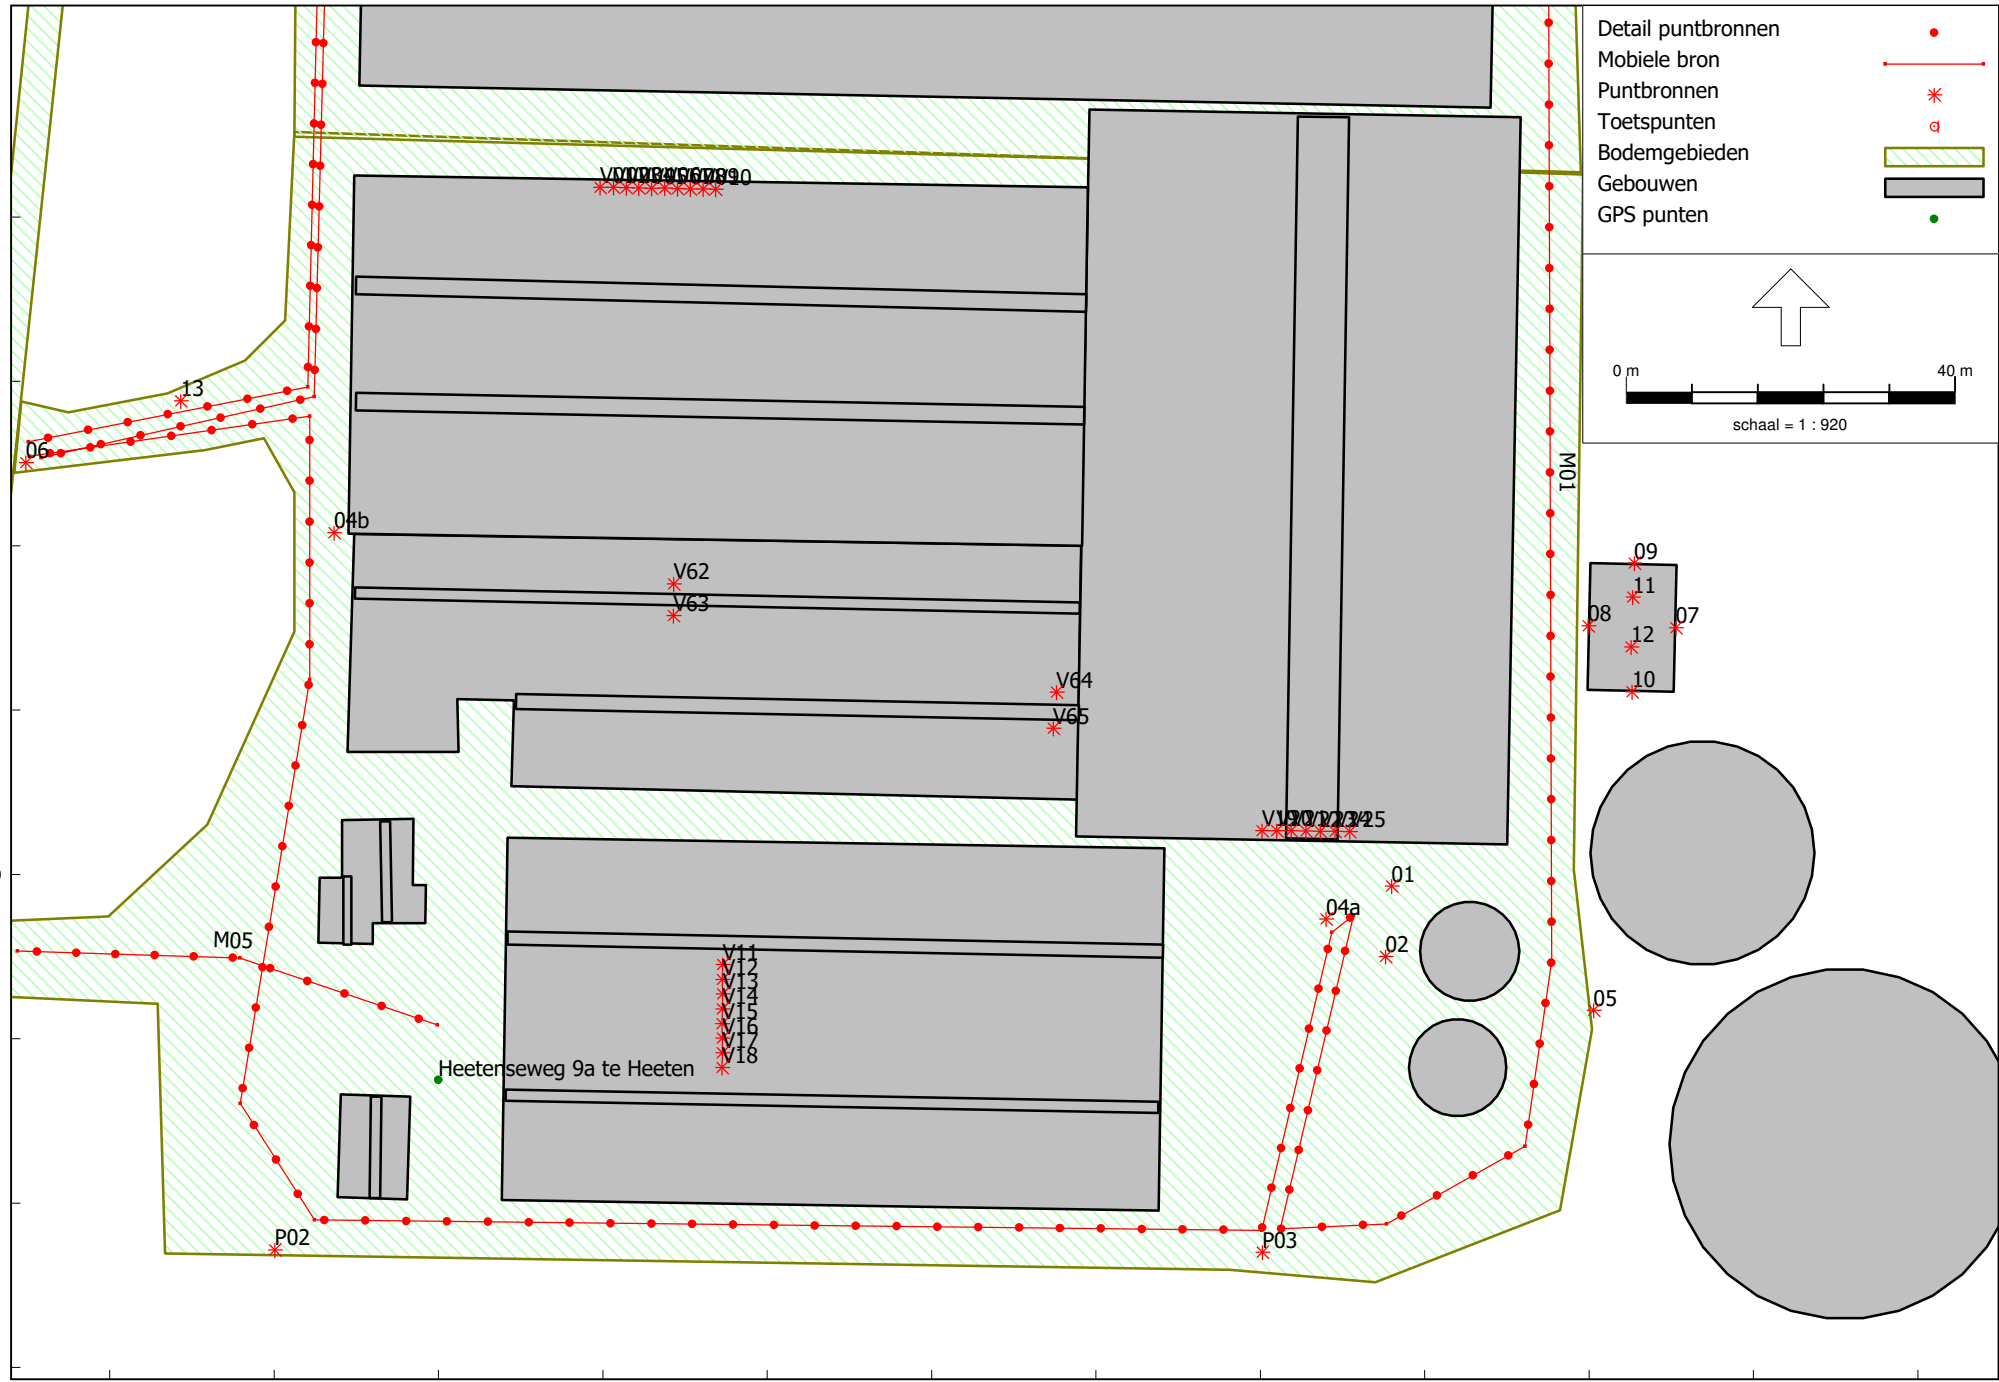 Detail puntbronnen
Mobiele bron
Puntbronnen
Toetspunten
Bodemgebieden
Gebouwen
GPS punten
0 m
40 m
schaal = 1 : 920
13
06
04b
M01
V62
V63
V64
V65
09
11
08
07
12
10
01
04a
02
05
M05
V11
V12
V13
V14
V15
V16
V17
V18
Heetenseweg 9a te Heeten
P02
P03